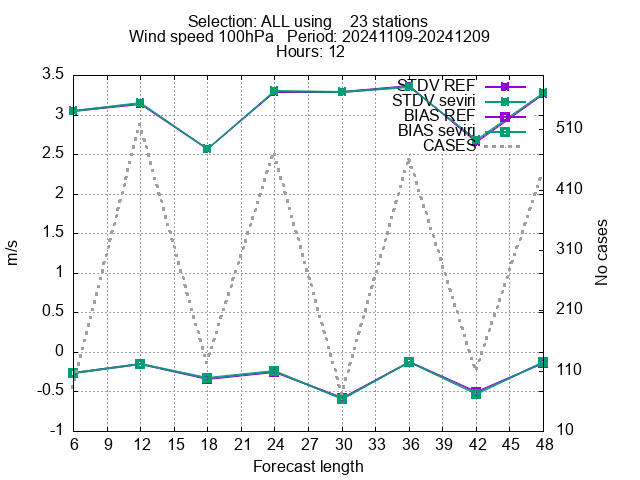 Selection: ALL using 23 stations
Wind speed 100hPa Period: 20241109-20241209
Hours: 12
STDV REF
STDV seviri
BIAS REF
BIAS seviri
CASES
3.5
3
2.5
2
1.5
1
0.5
0
-0.5
-1
m/s
510
410
310
210
110
10
No cases
6 9 12 15 18 21 24 27 30 33 36 39 42 45 48
Forecast length